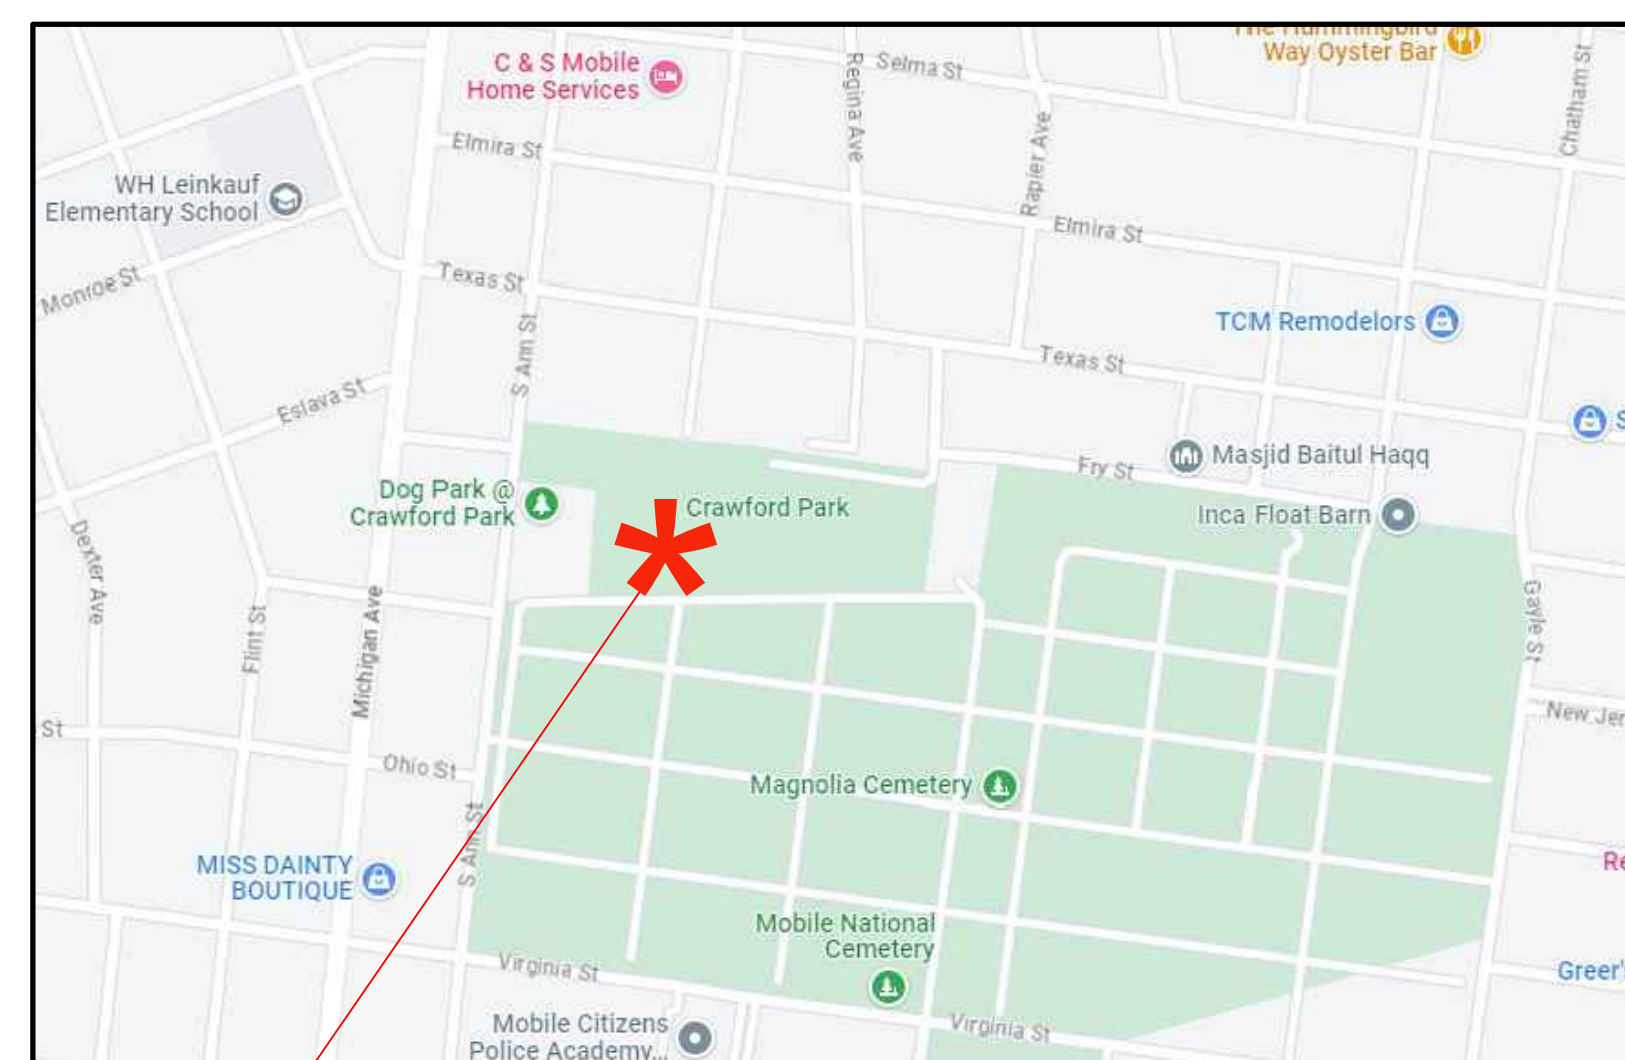 The Hummingbird
Way Oyster Bar
C & S Mobile
Home Services
Selma St
Regina Ave
Chatham St
Rapier Ave
Elmira St
WH Leinkauf
Elementary School
Elmira St
Monroe St
Texas St
TCM Remodelors
S Ann St
Texas St
Eslava St
S
Masjid Baitul Haqq
Fry St
Dog Park @
Crawford Park
Crawford Park
Inca Float Barn
Dexter Ave
Flint St
Michigan Ave
Gayle St
New Jer
St
Ohio St
Magnolia Cemetery
S Ann St
MISS DAINTY
BOUTIQUE
Re
Mobile National
Cemetery
Virginia St
Greer's
Mobile Citizens
Police Academy...
Virginia St